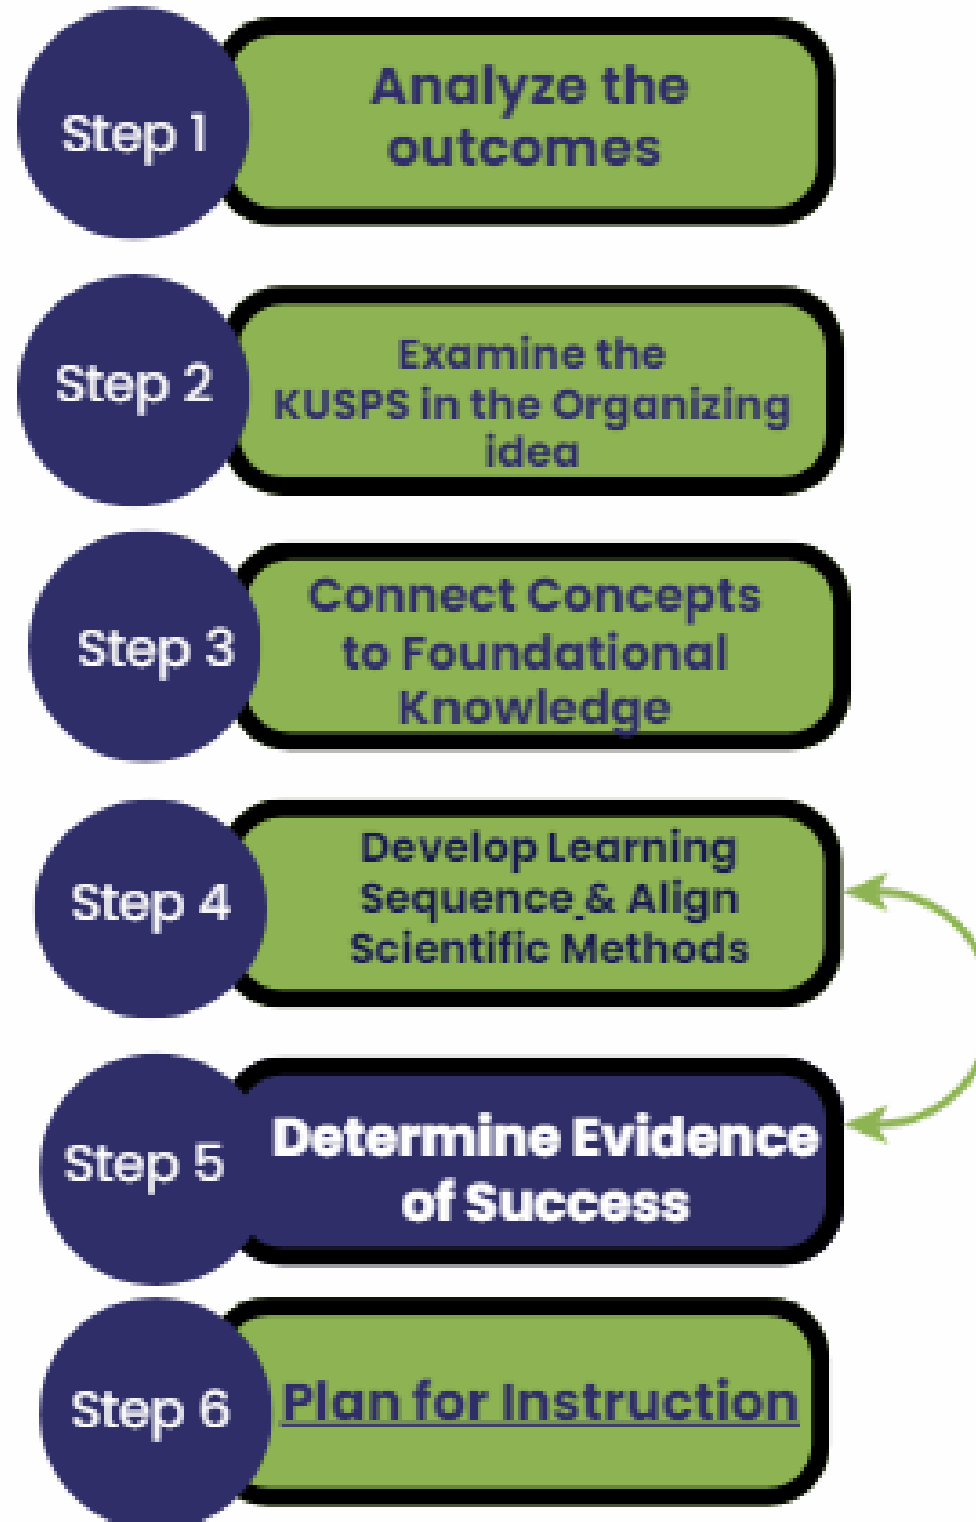 Step 1
Analyze the
outcomes
Step 2
Examine the
KUSPS in the Organizing
idea
Step 3
Connect Concepts
to Foundational
Knowledge
Step 4
Develop Learning
Sequence & Align
Scientific Methods
Step 5
Determine Evidence
of Success
Step 6
Plan for Instruction